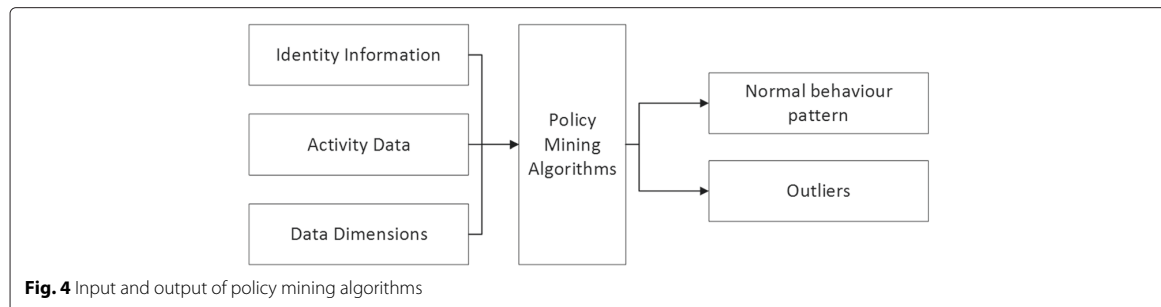 Identity Information
Activity Data
Data Dimensions
Policy
Mining
Algorithms
Normal behaviour
pattern
Outliers
Fig. 4 Input and output of policy mining algorithms